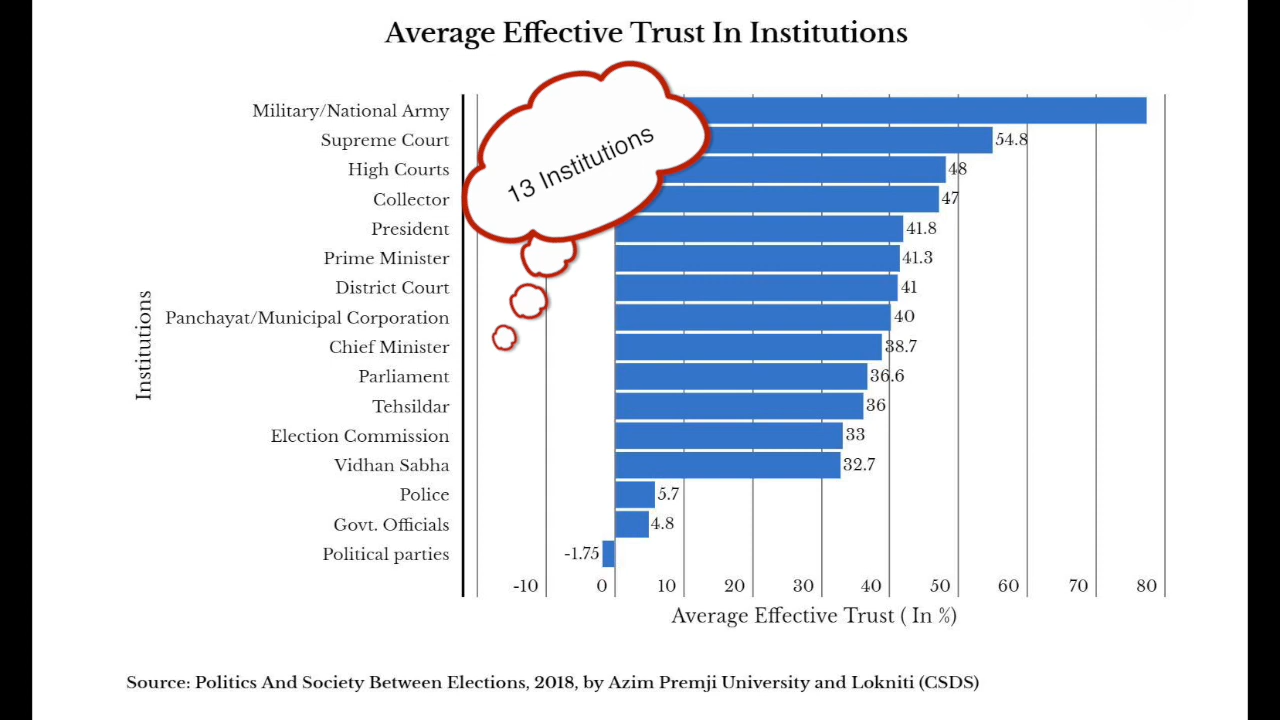 Average Effective Trust In Institutions
13 Institutions
Institutions
Military/National Army
Supreme Court 54.8
High Courts 48
Collector 47
President 41.8
Prime Minister 41.3
District Court 41
Panchayat/Municipal Corporation 40
Chief Minister 38.7
Parliament 36.6
Tehsildar 36
Election Commission 33
Vidhan Sabha 32.7
Police 5.7
Govt. Officials 4.8
Political parties -1.75
-10 0 10 20 30 40 50 60 70 80
Average Effective Trust ( In %)
Source: Politics And Society Between Elections, 2018, by Azim Premji University and Lokniti (CSDS)